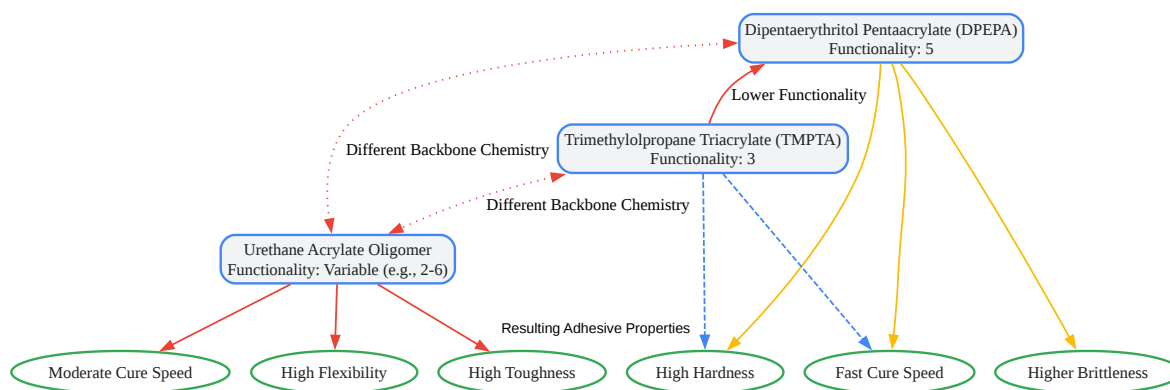 Dipentaerythritol Pentaacrylate (DPEPA)
Functionality: 5
Lower Functionality
Trimethylolpropane Triacrylate (TMPTA)
Functionality: 3
Different Backbone Chemistry
Different Backbone Chemistry
Urethane Acrylate Oligomer
Functionality: Variable (e.g., 2-6)
Resulting Adhesive Properties
Moderate Cure Speed
High Flexibility
High Toughness
High Hardness
Fast Cure Speed
Higher Brittleness